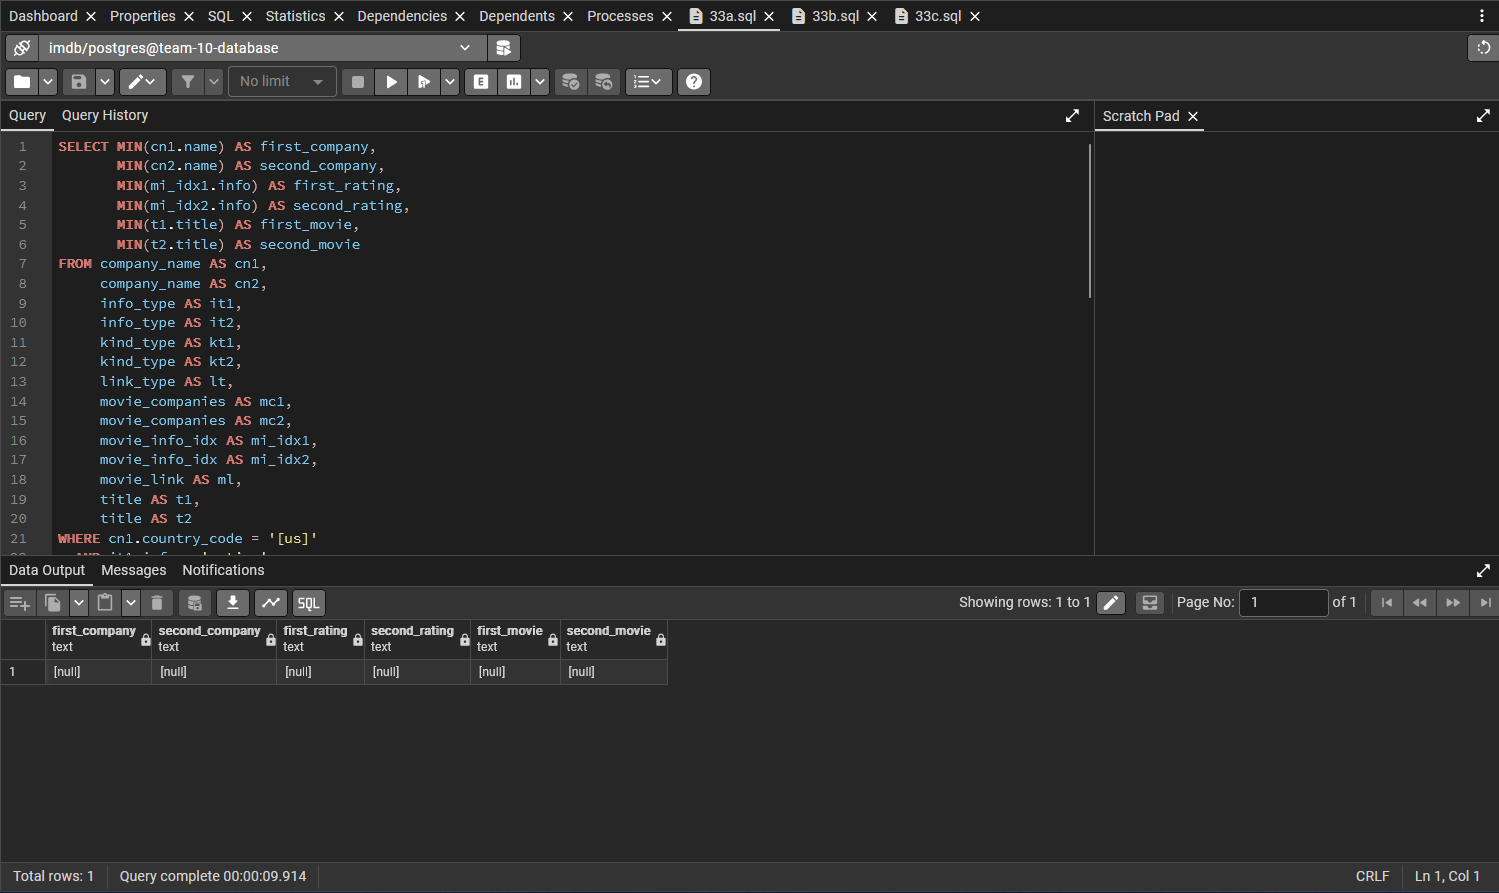 Dashboard Properties SQL Statistics Dependencies Dependents Processes 33a.sql 33b.sql 33c.sql
imdb/postgres@team-10-database
No limit E
Query Query History Scratch Pad
1 SELECT MIN(cn1.name) AS first_company,
2 MIN(cn2.name) AS second_company,
3 MIN(mi_idx1.info) AS first_rating,
4 MIN(mi_idx2.info) AS second_rating,
5 MIN(t1.title) AS first_movie,
6 MIN(t2.title) AS second_movie
7 FROM company_name AS cn1,
8 company_name AS cn2,
9 info_type AS it1,
10 info_type AS it2,
11 kind_type AS kt1,
12 kind_type AS kt2,
13 link_type AS lt,
14 movie_companies AS mc1,
15 movie_companies AS mc2,
16 movie_info_idx AS mi_idx1,
17 movie_info_idx AS mi_idx2,
18 movie_link AS ml,
19 title AS t1,
20 title AS t2
21 WHERE cn1.country_code = '[us]'
Data Output Messages Notifications
SQL Showing rows: 1 to 1 Page No: 1 of 1
first_company second_company first_rating second_rating first_movie second_movie
text text text text text text
1 [null] [null] [null] [null] [null] [null]
Total rows: 1 Query complete 00:00:09.914 CRLF Ln 1, Col 1